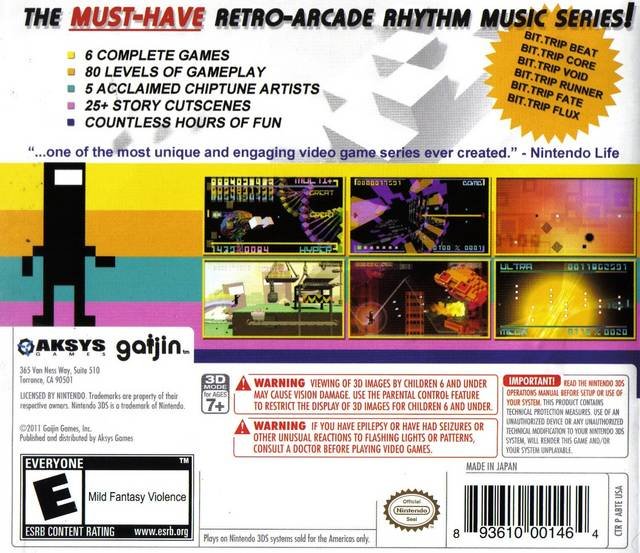 THE MUST-HAVE RETRO-ARCADE RHYTHM MUSIC SERIES!
6 COMPLETE GAMES
80 LEVELS OF GAMEPLAY
5 ACCLAIMED CHIPTUNE ARTISTS
25+ STORY CUTSCENES
COUNTLESS HOURS OF FUN
BIT.TRIP BEAT
BIT.TRIP CORE
BIT.TRIP VOID
BIT.TRIP RUNNER
BIT.TRIP FATE
BIT.TRIP FLUX
"...one of the most unique and engaging video game series ever created." - Nintendo Life
GREAT
HYPER
ULTRA
MEGA
AKSYS
GAMES
gaijin
365 Van Ness Way, Suite 510
Torrance, CA 90501
LICENSED BY NINTENDO. Trademarks are property of their
respective owners. Nintendo 3DS is a trademark of Nintendo.
©2011 Gaijin Games, Inc.
Published and distributed by Aksys Games
3D
MODE
for AGES
7+
WARNING VIEWING OF 3D IMAGES BY CHILDREN 6 AND UNDER
MAY CAUSE VISION DAMAGE. USE THE PARENTAL CONTROL FEATURE
TO RESTRICT THE DISPLAY OF 3D IMAGES FOR CHILDREN 6 AND UNDER.
WARNING IF YOU HAVE EPILEPSY OR HAVE HAD SEIZURES OR
OTHER UNUSUAL REACTIONS TO FLASHING LIGHTS OR PATTERNS,
CONSULT A DOCTOR BEFORE PLAYING VIDEO GAMES.
IMPORTANT! READ THE NINTENDO 3DS
OPERATIONS MANUAL BEFORE SETUP OR USE OF
YOUR SYSTEM. THIS PRODUCT CONTAINS
TECHNICAL PROTECTION MEASURES. USE OF AN
UNAUTHORIZED DEVICE OR ANY UNAUTHORIZED
TECHNICAL MODIFICATION TO YOUR NINTENDO 3DS
SYSTEM, WILL RENDER THIS GAME AND/OR
YOUR SYSTEM UNPLAYABLE.
MADE IN JAPAN
EVERYONE
TM
E
Mild Fantasy Violence
ESRB CONTENT RATING www.esrb.org
Plays on Nintendo 3DS systems sold for the Americas only.
Official
Nintendo
Seal
8 93610 00146 4
CTR P ABTE USA